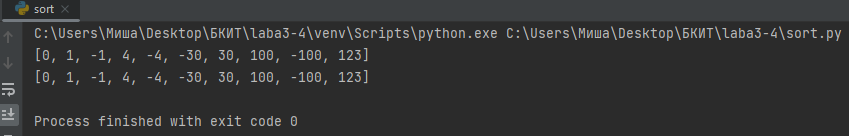 sort
C:\Users\Миша\Desktop\БКИТ\laba3-4\venv\Scripts\python.exe C:\Users\Миша\Desktop\БКИТ\laba3-4\sort.py
[0, 1, -1, 4, -4, -30, 30, 100, -100, 123]
[0, 1, -1, 4, -4, -30, 30, 100, -100, 123]
Process finished with exit code 0